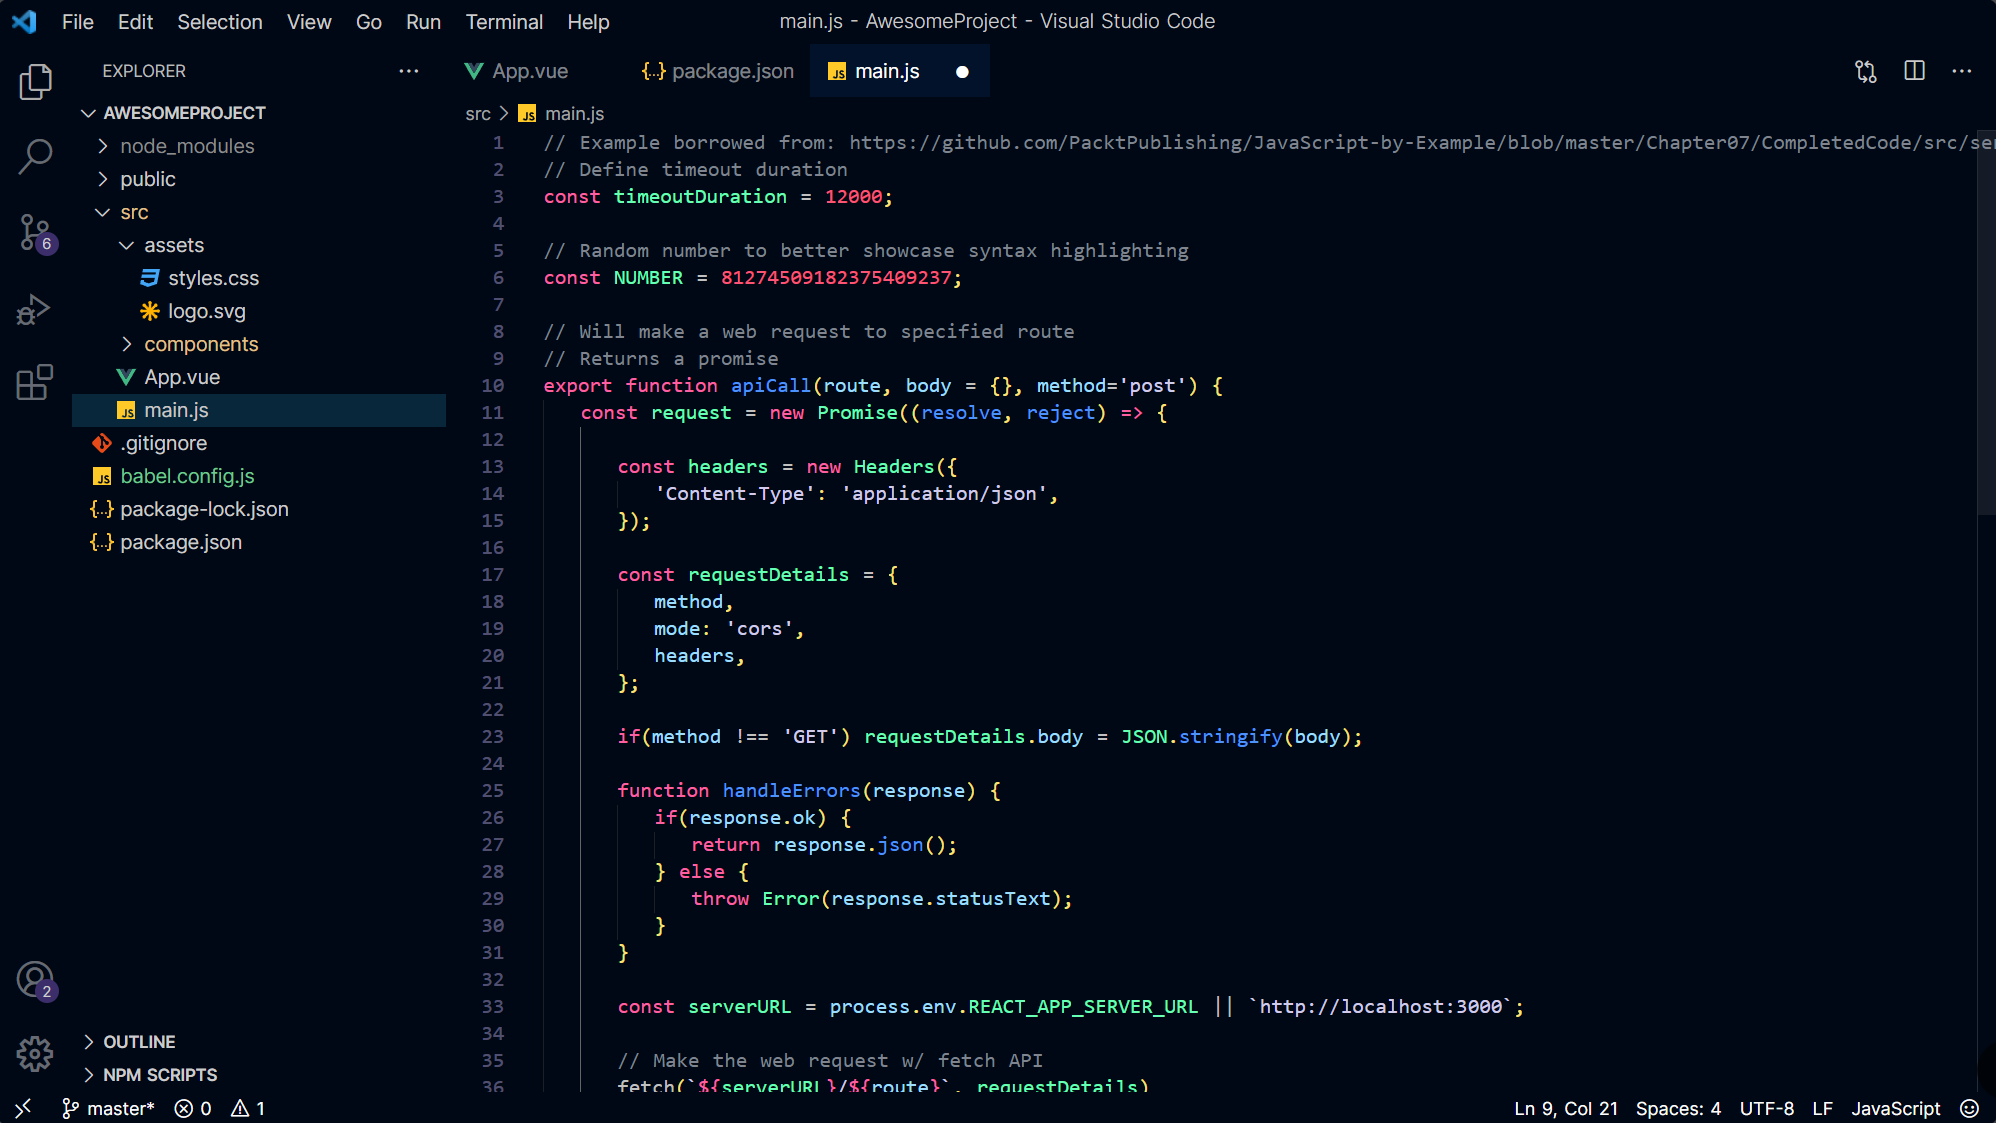 File Edit Selection View Go Run Terminal Help
main.js - AwesomeProject - Visual Studio Code
EXPLORER
AWESOMEPROJECT
node_modules
public
src
assets
styles.css
logo.svg
components
App.vue
main.js
.gitignore
babel.config.js
package-lock.json
package.json
OUTLINE
NPM SCRIPTS
6
2
App.vue
package.json
main.js
src > main.js
1 // Example borrowed from: https://github.com/PacktPublishing/JavaScript-by-Example/blob/master/Chapter07/CompletedCode/src/se
2 // Define timeout duration
3 const timeoutDuration = 12000;
4
5 // Random number to better showcase syntax highlighting
6 const NUMBER = 81274509182375409237;
7
8 // Will make a web request to specified route
9 // Returns a promise
10 export function apiCall(route, body = {}, method='post') {
11 const request = new Promise((resolve, reject) => {
12
13 const headers = new Headers({
14 'Content-Type': 'application/json',
15 });
16
17 const requestDetails = {
18 method,
19 mode: 'cors',
20 headers,
21 };
22
23 if(method !== 'GET') requestDetails.body = JSON.stringify(body);
24
25 function handleErrors(response) {
26 if(response.ok) {
27 return response.json();
28 } else {
29 throw Error(response.statusText);
30 }
31 }
32
33 const serverURL = process.env.REACT_APP_SERVER_URL || `http://localhost:3000`;
34
35 // Make the web request w/ fetch API
36 fetch(`${serverURL}/${route}`, requestDetails)
master* 0 1
Ln 9, Col 21 Spaces: 4 UTF-8 LF JavaScript